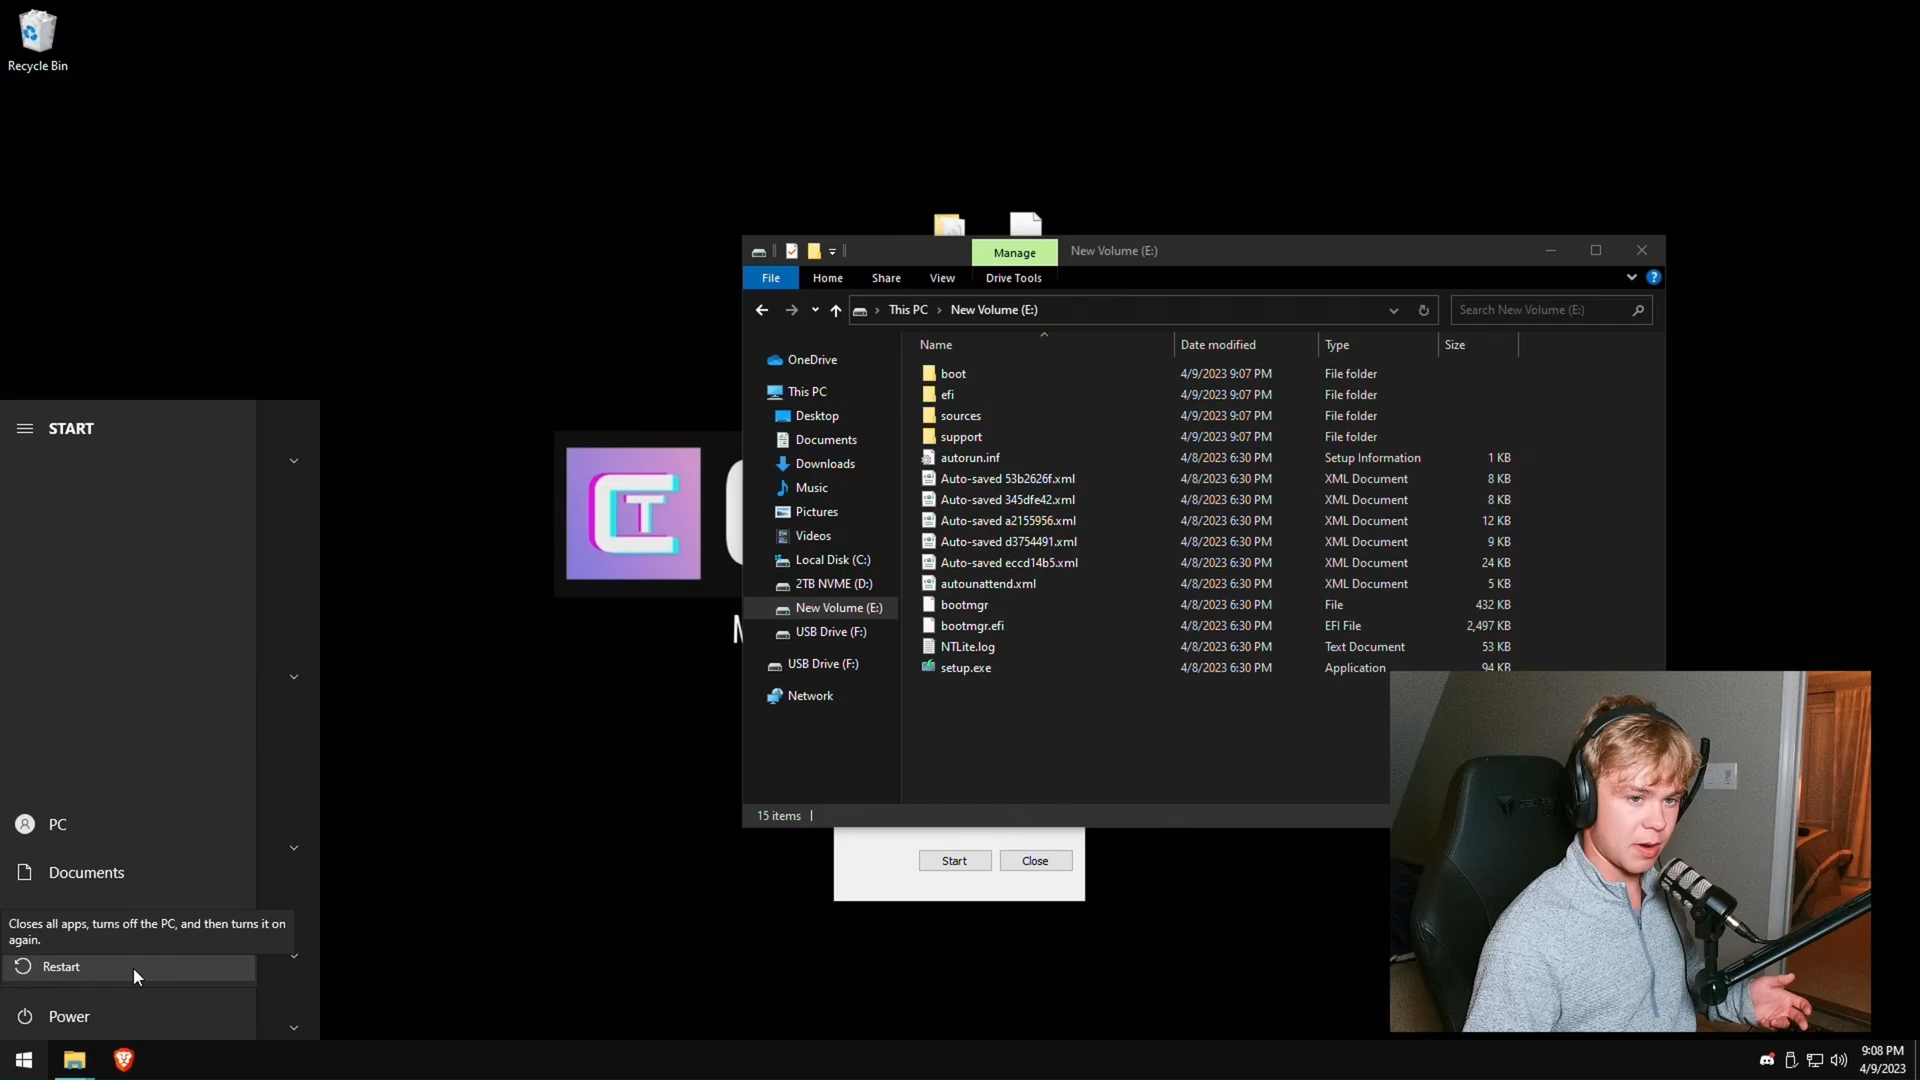 Recycle Bin
Manage
New Volume (E:)
File
Home
Share
View
Drive Tools
?
This PC
New Volume (E:)
Search New Volume (E:)
Name
Date modified
Type
Size
OneDrive
This PC
Desktop
Documents
Downloads
Music
Pictures
Videos
Local Disk (C:)
2TB NVME (D:)
New Volume (E:)
USB Drive (F:)
USB Drive (F:)
Network
boot 4/9/2023 9:07 PM File folder
efi 4/9/2023 9:07 PM File folder
sources 4/9/2023 9:07 PM File folder
support 4/9/2023 9:07 PM File folder
autorun.inf 4/8/2023 6:30 PM Setup Information 1 KB
Auto-saved 53b2626f.xml 4/8/2023 6:30 PM XML Document 8 KB
Auto-saved 345dfe42.xml 4/8/2023 6:30 PM XML Document 8 KB
Auto-saved a2155956.xml 4/8/2023 6:30 PM XML Document 12 KB
Auto-saved d3754491.xml 4/8/2023 6:30 PM XML Document 9 KB
Auto-saved eccd14b5.xml 4/8/2023 6:30 PM XML Document 24 KB
autounattend.xml 4/8/2023 6:30 PM XML Document 5 KB
bootmgr 4/8/2023 6:30 PM File 432 KB
bootmgr.efi 4/8/2023 6:30 PM EFI File 2,497 KB
NTLite.log 4/8/2023 6:30 PM Text Document 53 KB
setup.exe 4/8/2023 6:30 PM Application 94 KB
15 items
Start
Close
CT
START
PC
Documents
Closes all apps, turns off the PC, and then turns it on
again.
Restart
Power
9:08 PM
4/9/2023